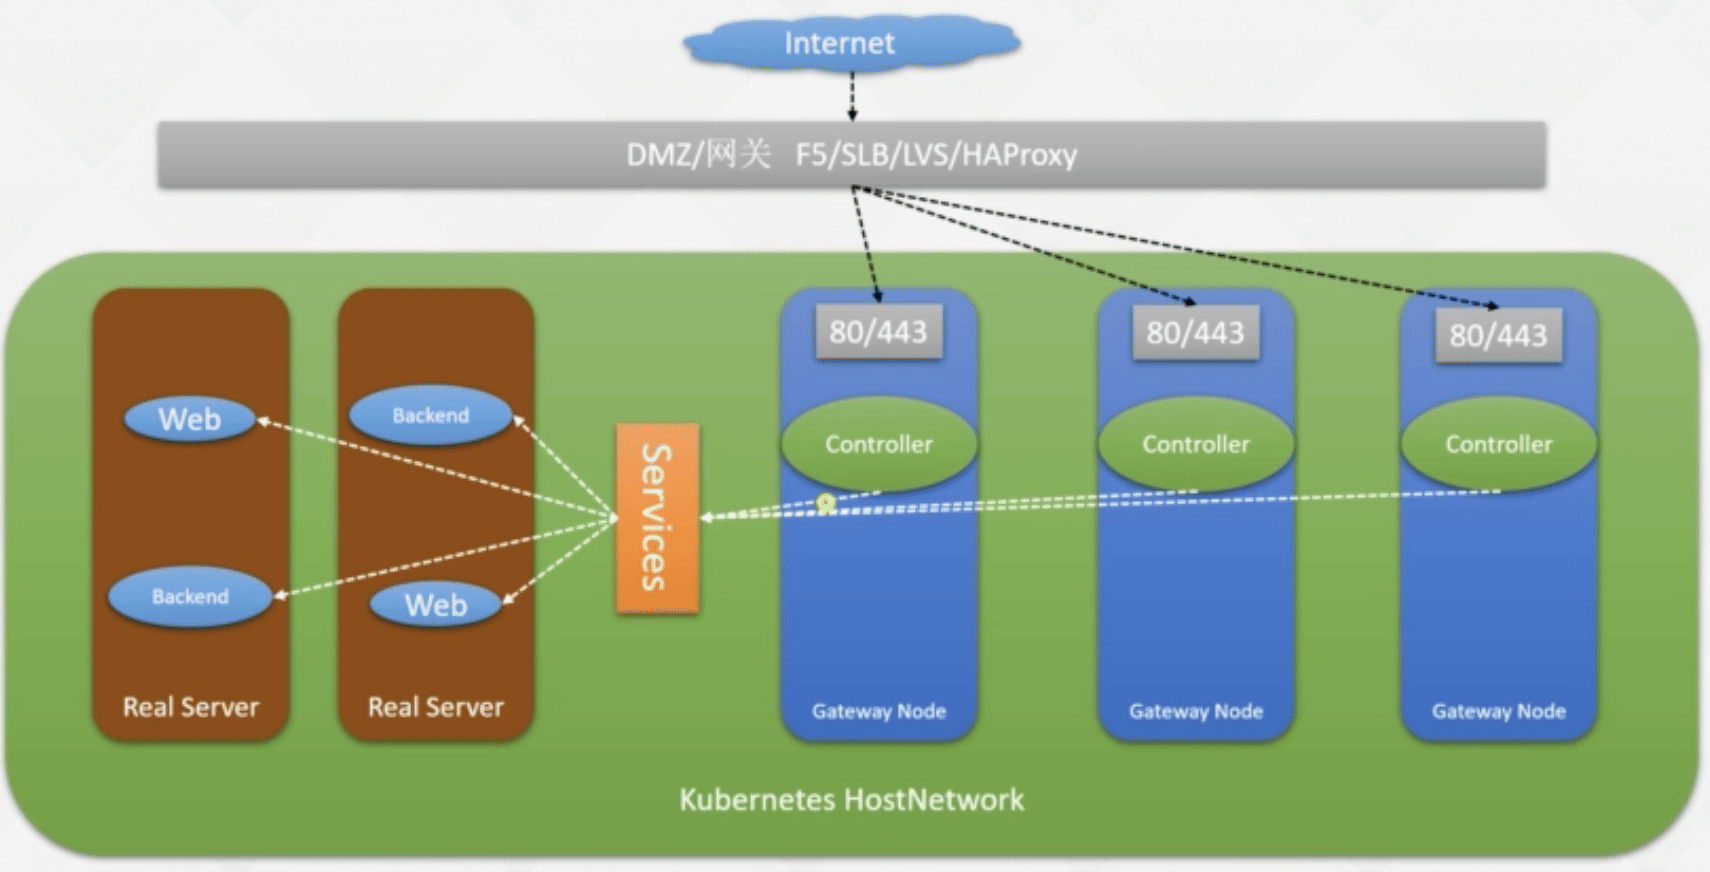 Internet
DMZ/网关 F5/SLB/LVS/HAProxy
80/443
80/443
80/443
Web
Backend
Services
Controller
Controller
Controller
Backend
Web
Real Server
Real Server
Gateway Node
Gateway Node
Gateway Node
Kubernetes HostNetwork